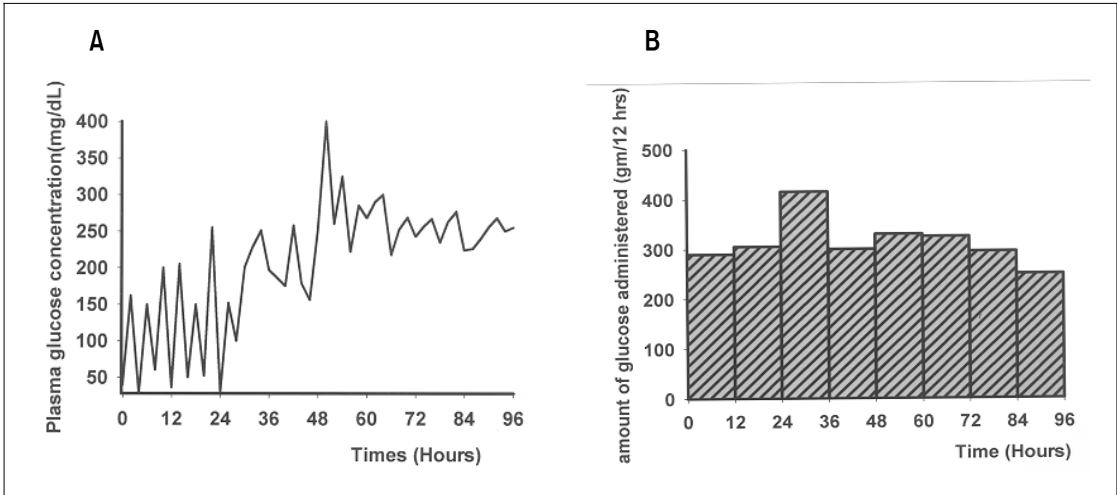 A
Plasma glucose concentration(mg/dL)
400
350
300
250
200
150
100
50
0 12 24 36 48 60 72 84 96
Times (Hours)
B
amount of glucose administered (gm/12 hrs)
500
400
300
200
100
0
0 12 24 36 48 60 72 84 96
Time (Hours)